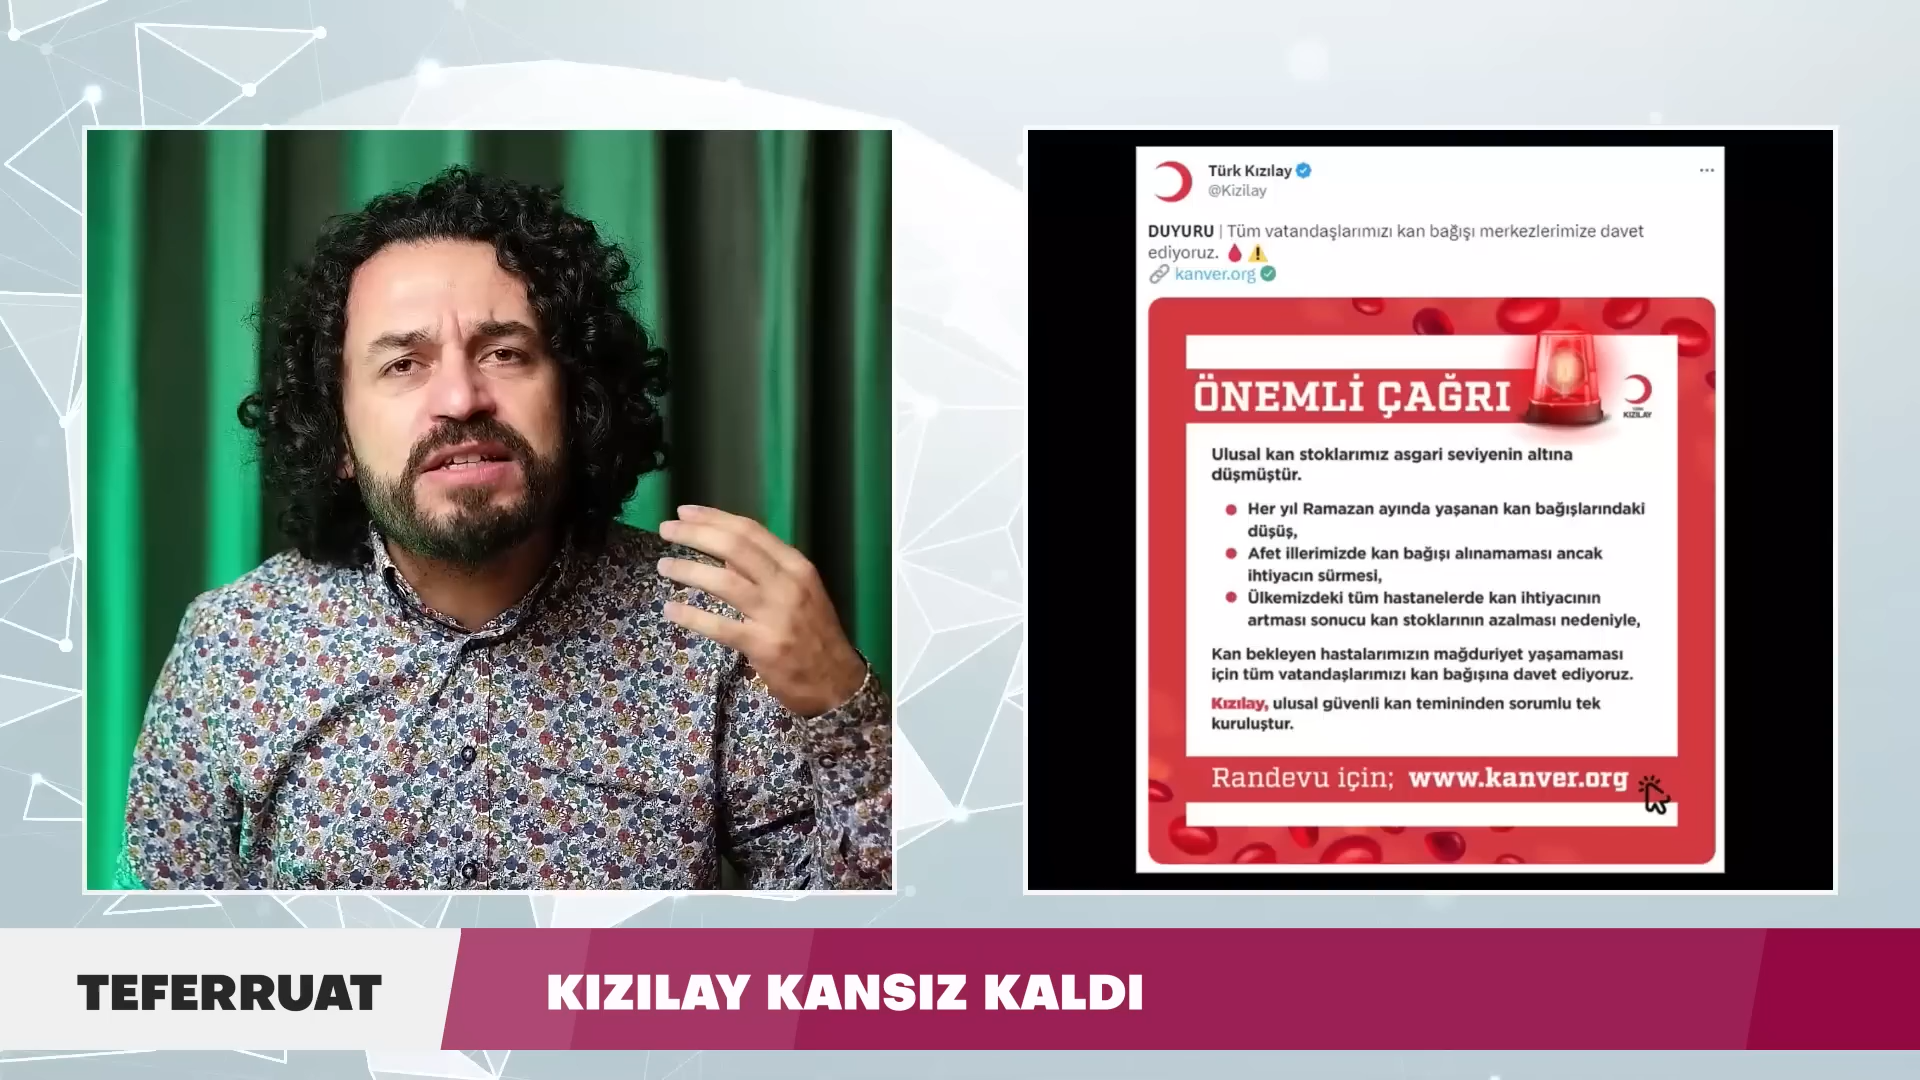 Türk Kızılay
@Kizilay
DUYURU | Tüm vatandaşlarımızı kan bağışı merkezlerimize davet
ediyoruz.
kanver.org
ÖNEMLİ ÇAĞRI
TÜRK
KIZILAY
Ulusal kan stoklarımız asgari seviyenin altına
düşmüştür.
Her yıl Ramazan ayında yaşanan kan bağışlarındaki
düşüş,
Afet illerimizde kan bağışı alınamaması ancak
ihtiyacın sürmesi,
Ülkemizdeki tüm hastanelerde kan ihtiyacının
artması sonucu kan stoklarının azalması nedeniyle,
Kan bekleyen hastalarımızın mağduriyet yaşamaması
için tüm vatandaşlarımızı kan bağışına davet ediyoruz.
Kızılay, ulusal güvenli kan temininden sorumlu tek
kuruluştur.
Randevu için; www.kanver.org
TEFERRUAT
KIZILAY KANSIZ KALDI